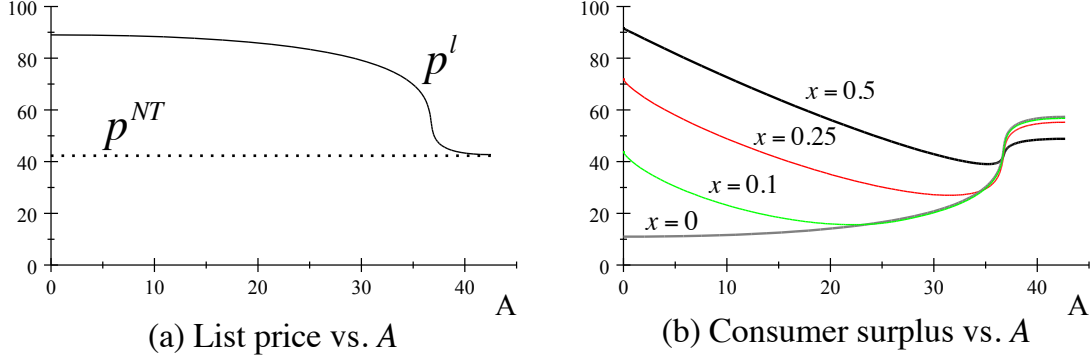 100
80
60
40
20
0
p^l
p^{NT}
0 10 20 30 40
A
(a) List price vs. A
100
80
60
40
20
0
x = 0.5
x = 0.25
x = 0.1
x = 0
0 10 20 30 40
A
(b) Consumer surplus vs. A